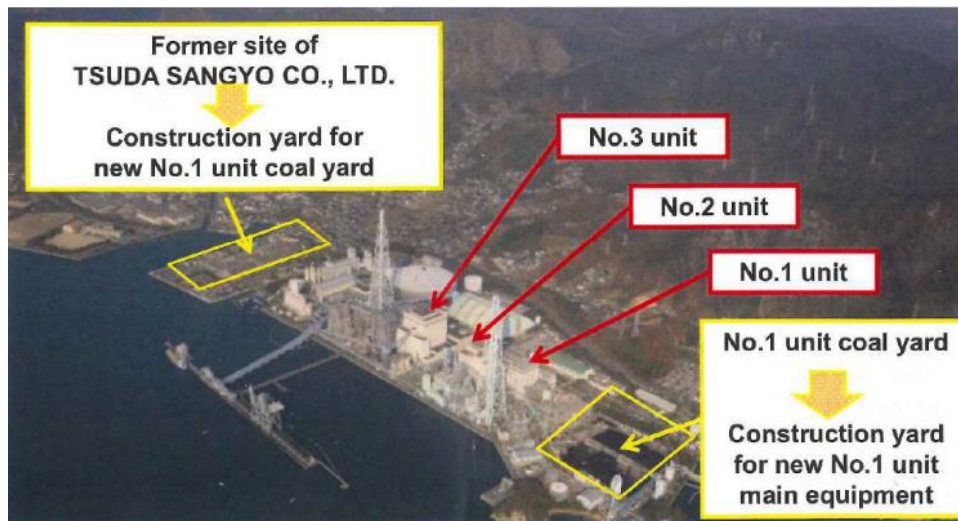 Former site of
TSUDA SANGYO CO., LTD.
Construction yard for
new No.1 unit coal yard
No.3 unit
No.2 unit
No.1 unit
No.1 unit coal yard
Construction yard
for new No.1 unit
main equipment